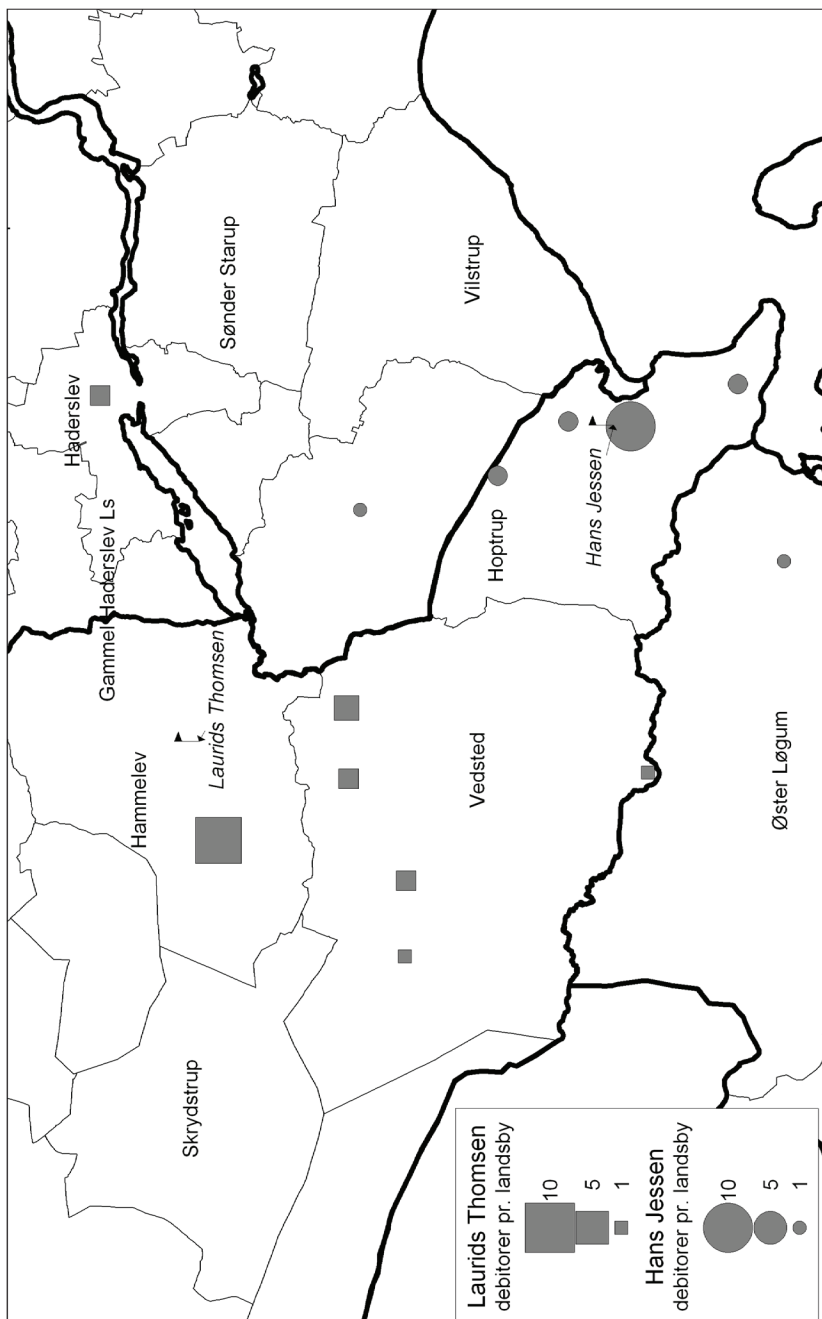 Haderslev
Gammel Haderslev Ls
Hammelev
Skrydstrup
Laurids Thomsen
Sønder Starup
Vilstrup
Vedsted
Hoptrup
Hans Jessen
Øster Løgum
Laurids Thomsen
debitorer pr. landsby
10
5
1
Hans Jessen
debitorer pr. landsby
10
5
1